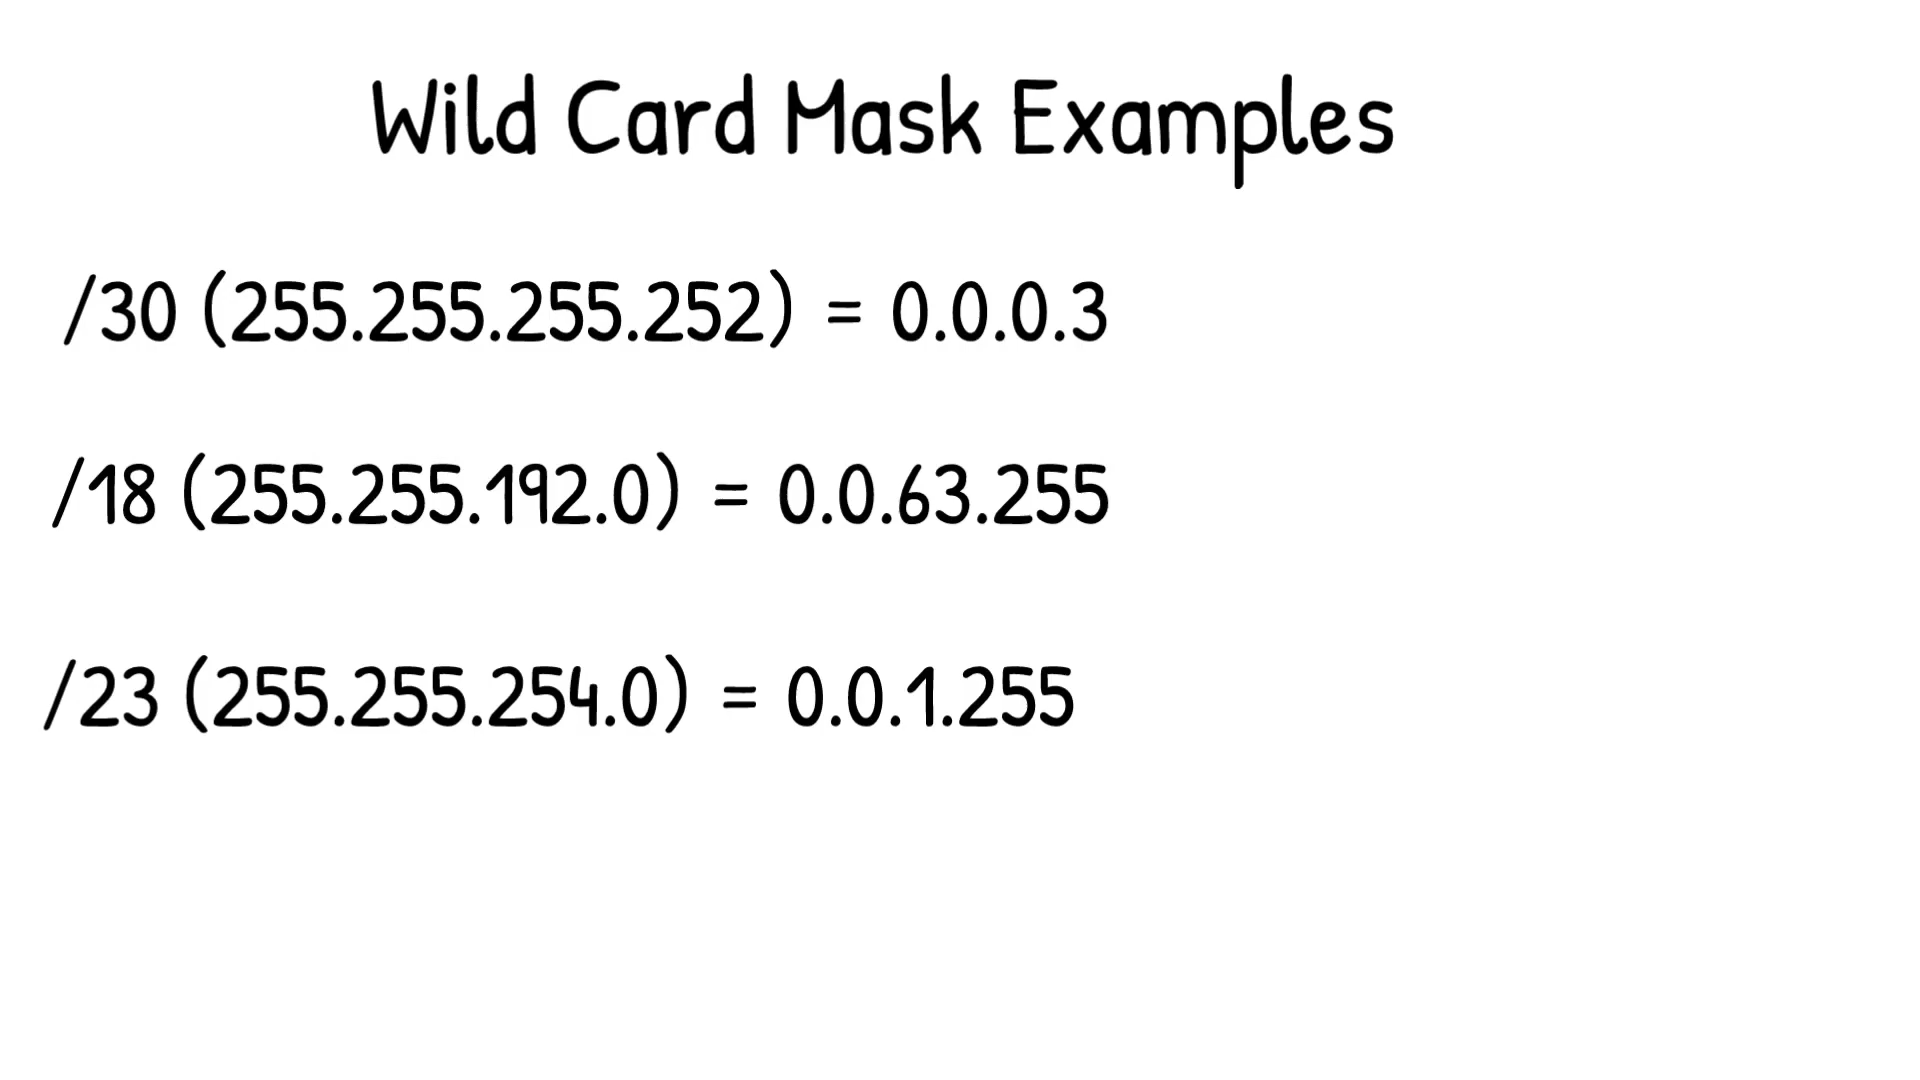 Wild Card Mask Examples
/30 (255.255.255.252) = 0.0.0.3
/18 (255.255.192.0) = 0.0.63.255
/23 (255.255.254.0) = 0.0.1.255